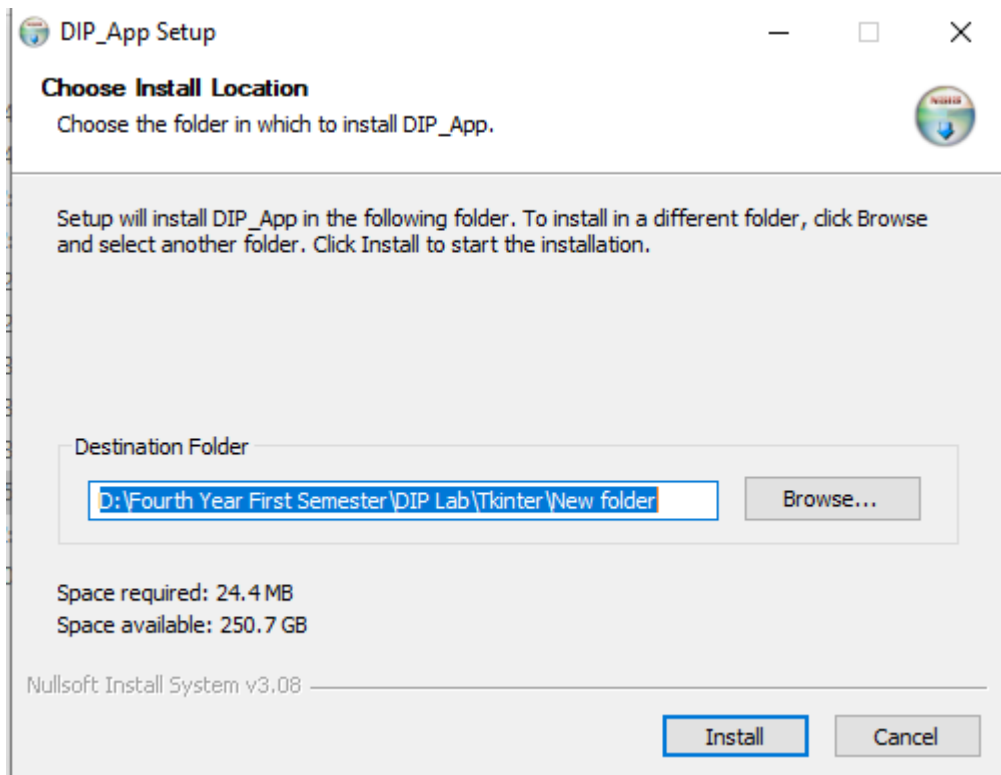 DIP_App Setup
Choose Install Location
Choose the folder in which to install DIP_App.
NSIS
Setup will install DIP_App in the following folder. To install in a different folder, click Browse
and select another folder. Click Install to start the installation.
Destination Folder
D:\Fourth Year First Semester\DIP Lab\Tkinter\New folder
Browse...
Space required: 24.4 MB
Space available: 250.7 GB
Nullsoft Install System v3.08
Install
Cancel